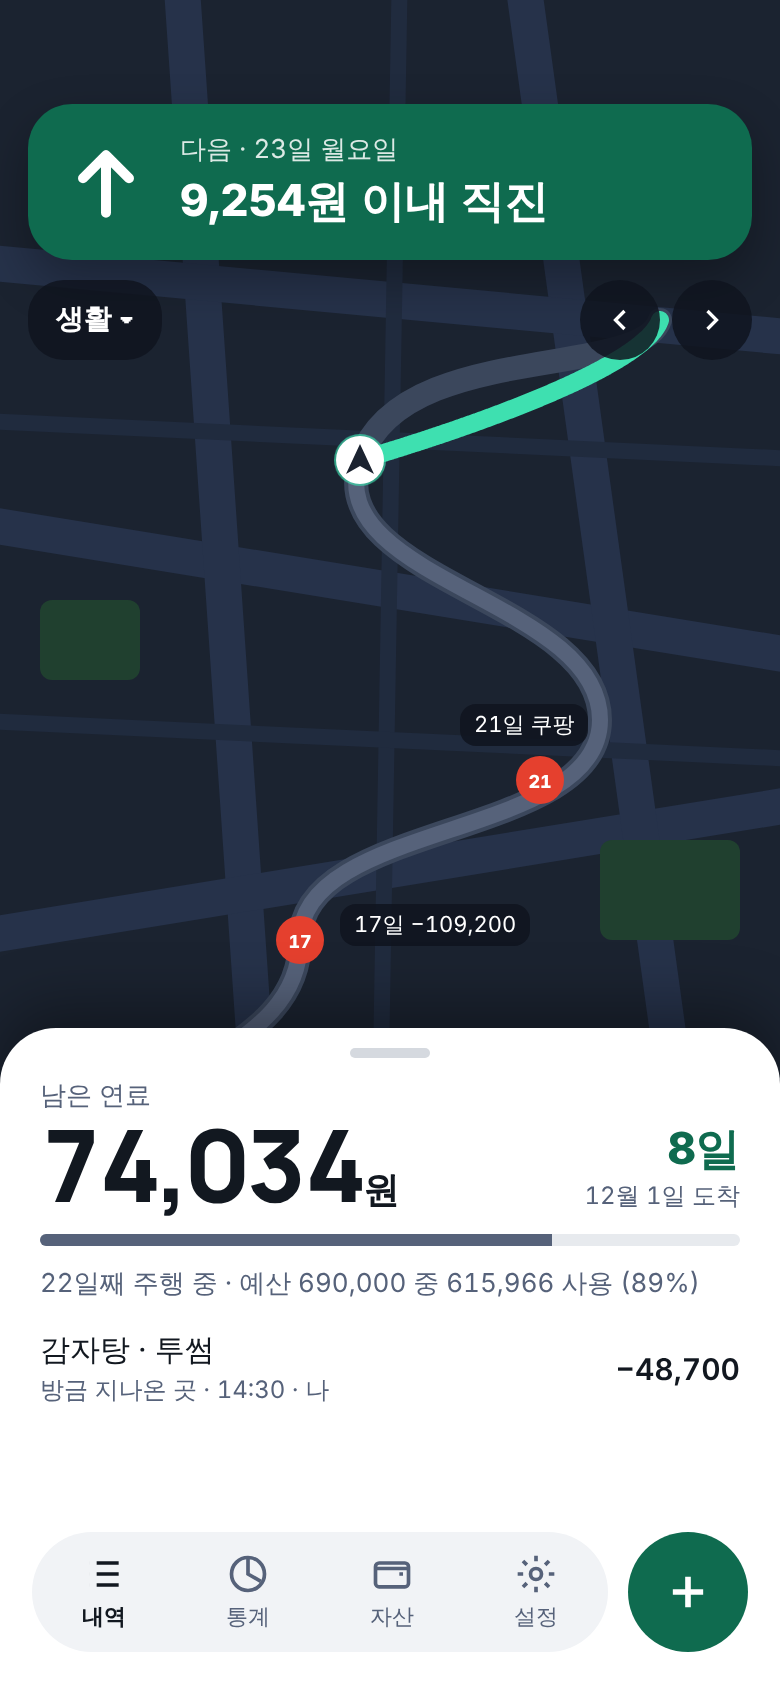 다음 · 23일 월요일
9,254원 이내 직진
생활
21일 쿠팡
21
17일 −109,200
17
남은 연료
74,034원
8일
12월 1일 도착
22일째 주행 중 · 예산 690,000 중 615,966 사용 (89%)
감자탕 · 투썸
−48,700
방금 지나온 곳 · 14:30 · 나
내역
통계
자산
설정